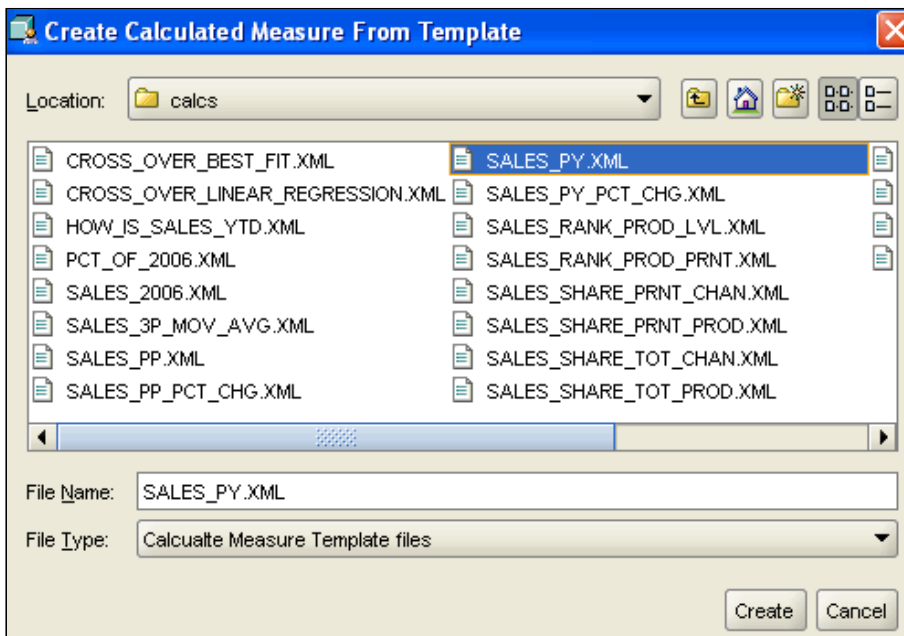 Create Calculated Measure From Template
Location: calcs
CROSS_OVER_BEST_FIT.XML
CROSS_OVER_LINEAR_REGRESSION.XML
HOW_IS_SALES_YTD.XML
PCT_OF_2006.XML
SALES_2006.XML
SALES_3P_MOV_AVG.XML
SALES_PP.XML
SALES_PP_PCT_CHG.XML
SALES_PY.XML
SALES_PY_PCT_CHG.XML
SALES_RANK_PROD_LVL.XML
SALES_RANK_PROD_PRNT.XML
SALES_SHARE_PRNT_CHAN.XML
SALES_SHARE_PRNT_PROD.XML
SALES_SHARE_TOT_CHAN.XML
SALES_SHARE_TOT_PROD.XML
File Name: SALES_PY.XML
File Type: Calcualte Measure Template files
Create Cancel